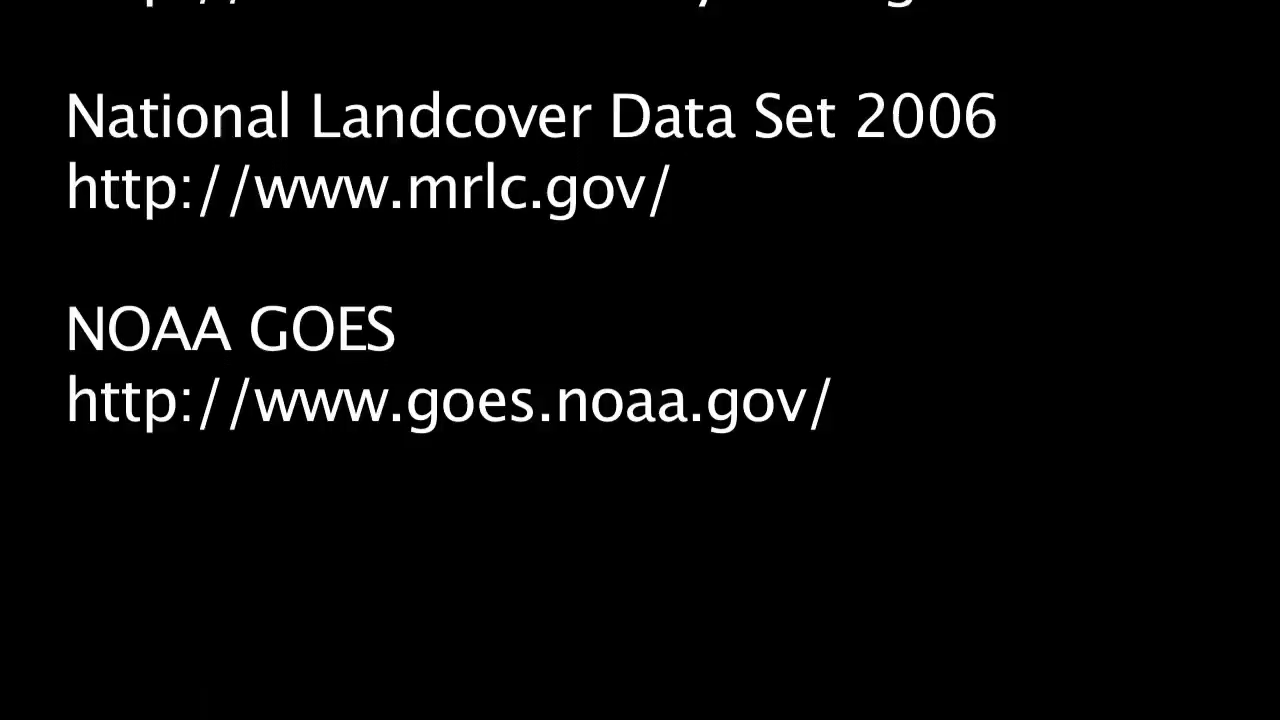 National Landcover Data Set 2006
http://www.mrlc.gov/
NOAA GOES
http://www.goes.noaa.gov/